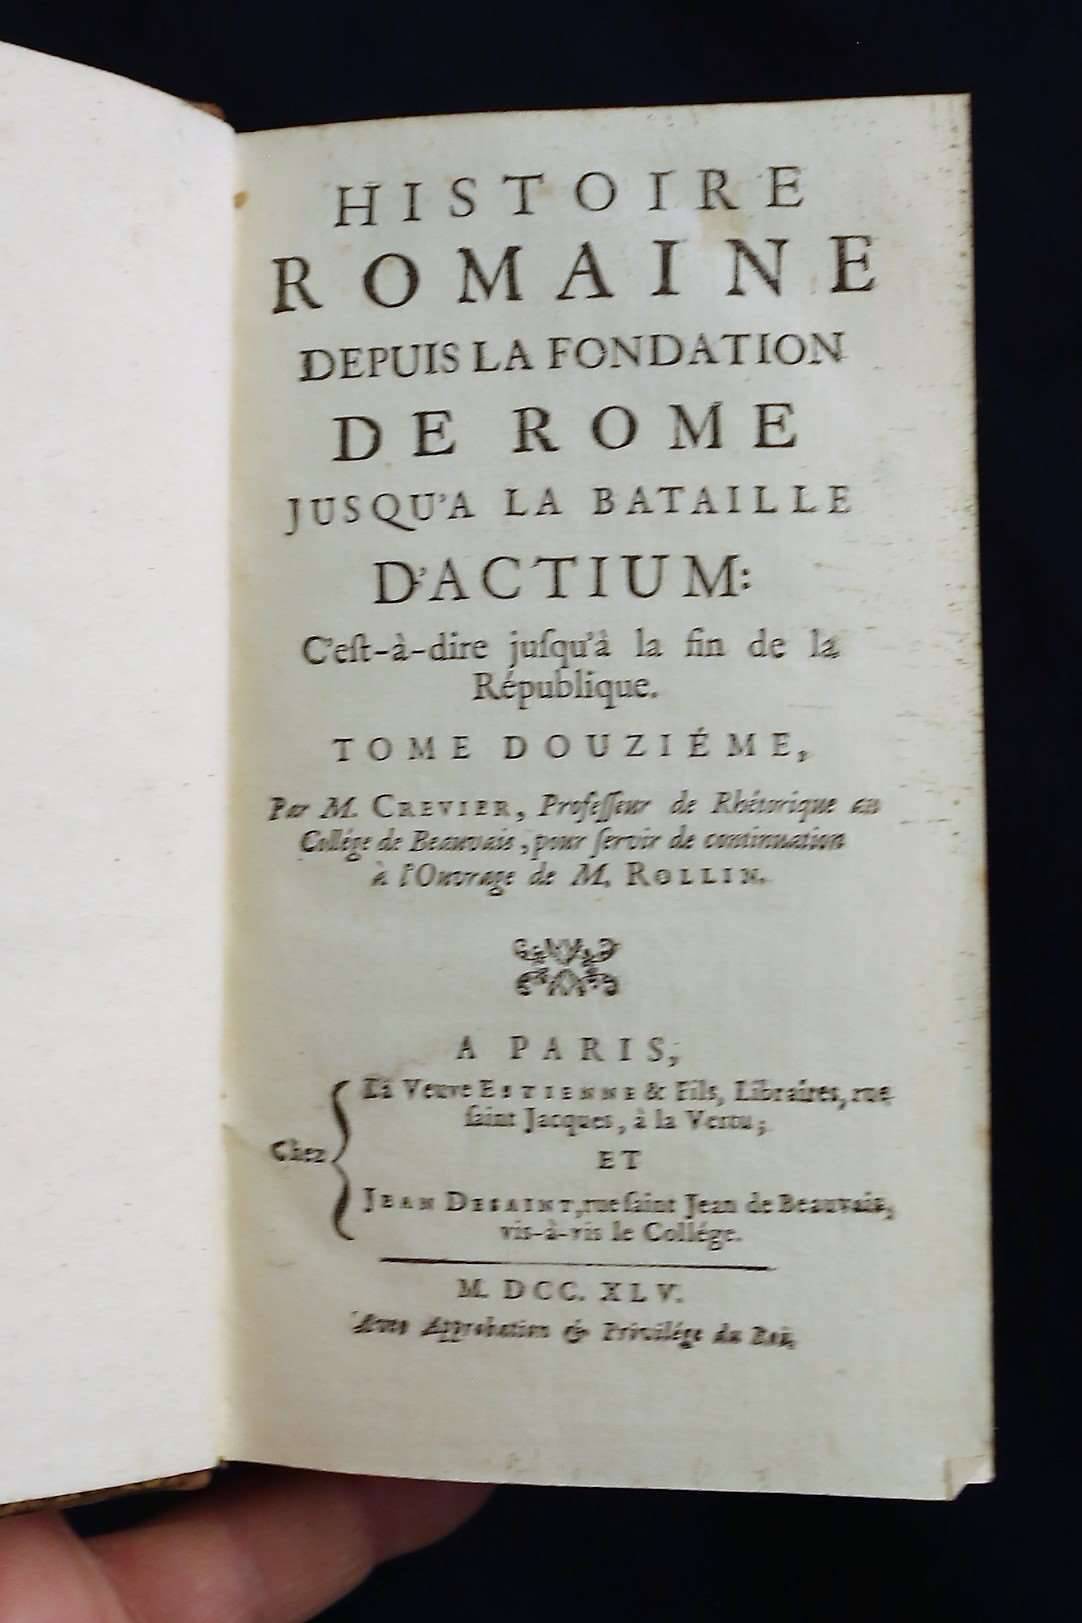 HISTOIRE
ROMAINE
DEPUIS LA FONDATION
DE ROME
JUSQU'A LA BATAILLE
D'ACTIUM:
C'eſt-à-dire juſqu'à la fin de la
République.
TOME DOUZIÉME,
Par M. CREVIER, Profeſſeur de Rhétorique au
Collége de Beauvais, pour ſervir de continuation
à l'Ouvrage de M. ROLLIN.
A PARIS,
Chez
La Veuve ESTIENNE & Fils, Libraires, rue
ſaint Jacques, à la Vertu;
ET
JEAN DESAINT, rue ſaint Jean de Beauvais,
vis-à-vis le Collége.
M. DCC. XLV.
Avec Approbation & Privilége du Roi.